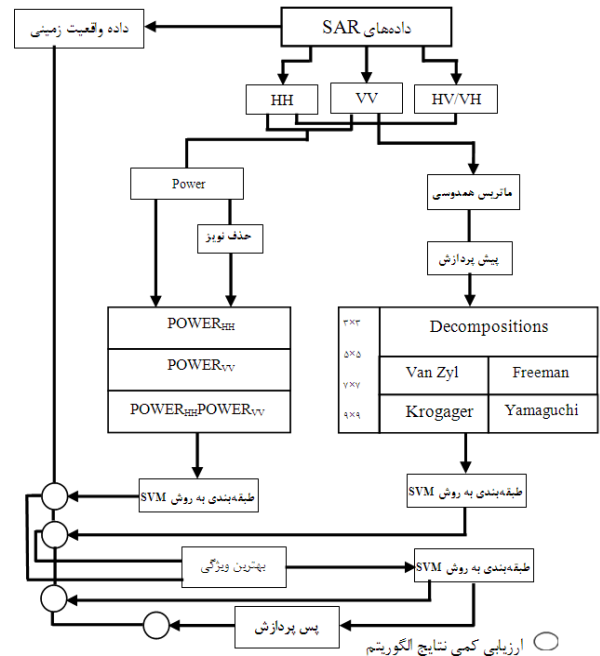 داده‌های SAR
داده واقعیت زمینی
HH
VV
HV/VH
Power
ماتریس همدوسی
حذف نویز
پیش پردازش
POWERHH
POWERVV
POWERHHPOWERVV
۳×۳
۵×۵
۷×۷
۹×۹
Decompositions
Van Zyl
Freeman
Krogager
Yamaguchi
طبقه‌بندی به روش SVM
طبقه‌بندی به روش SVM
بهترین ویژگی
طبقه‌بندی به روش SVM
پس پردازش
ارزیابی کمی نتایج الگوریتم